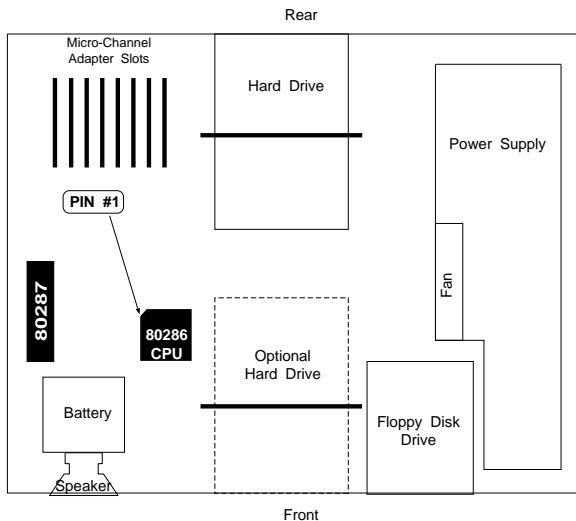 Rear
Micro-Channel
Adapter Slots
Hard Drive
Power Supply
PIN #1
Fan
80287
80286
CPU
Optional
Hard Drive
Battery
Floppy Disk
Drive
Speaker
Front